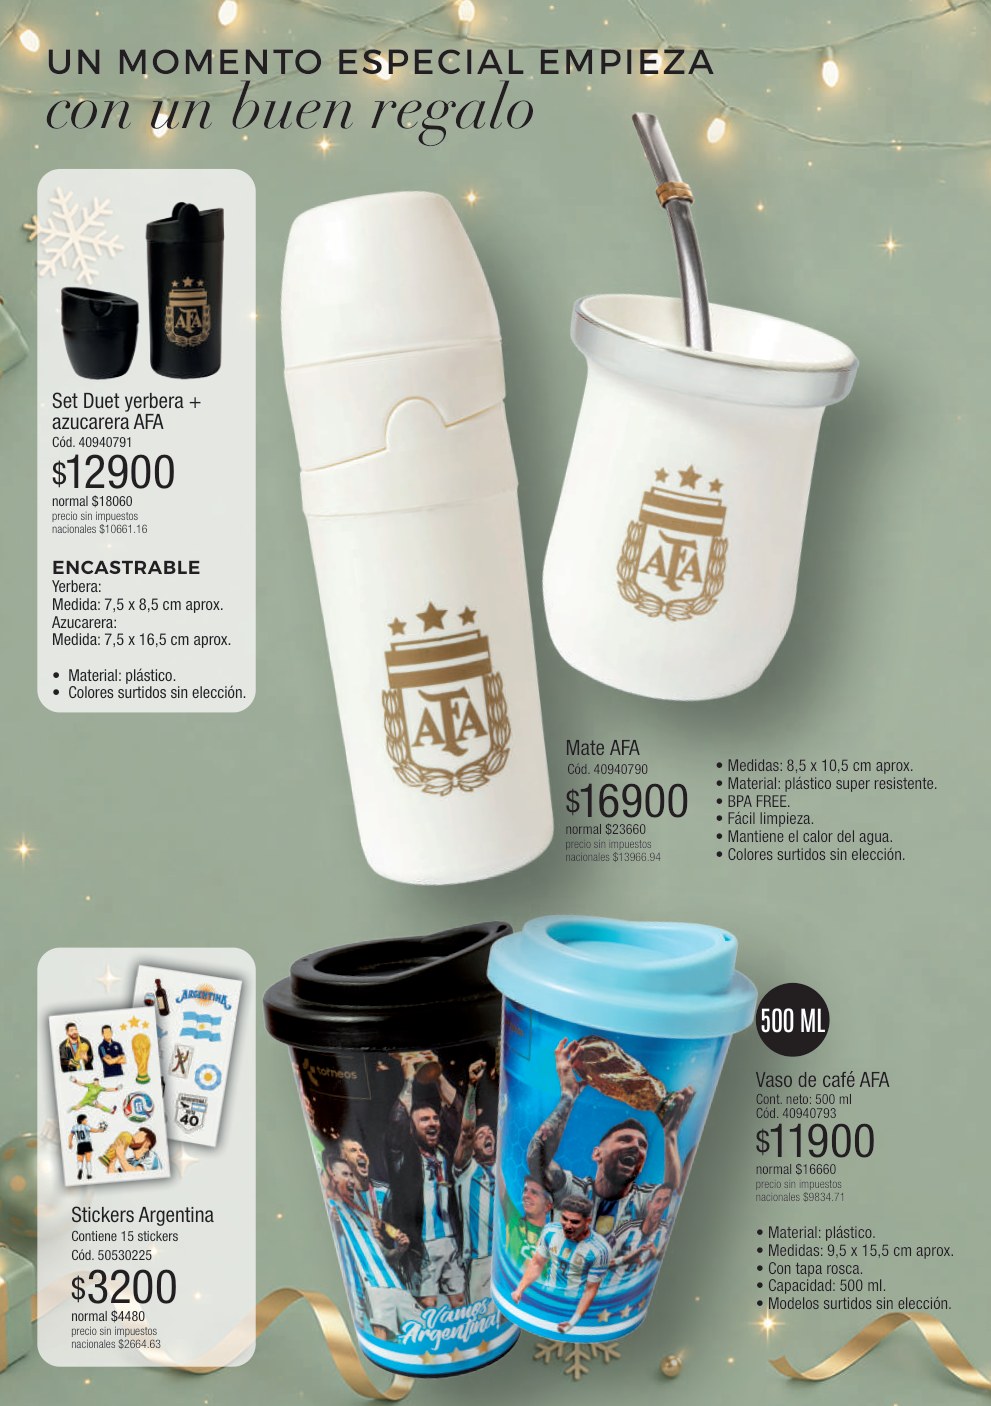 UN MOMENTO ESPECIAL EMPIEZA
con un buen regalo
AFA
Set Duet yerbera +
azucarera AFA
Cód. 40940791
$12900
normal $18060
precio sin impuestos
nacionales $10661.16
ENCASTRABLE
Yerbera:
Medida: 7,5 x 8,5 cm aprox.
Azucarera:
Medida: 7,5 x 16,5 cm aprox.
• Material: plástico.
• Colores surtidos sin elección.
AFA
AFA
Mate AFA
Cód. 40940790
$16900
normal $23660
precio sin impuestos
nacionales $13966.94
• Medidas: 8,5 x 10,5 cm aprox.
• Material: plástico super resistente.
• BPA FREE.
• Fácil limpieza.
• Mantiene el calor del agua.
• Colores surtidos sin elección.
ARGENTINA
40
10
Stickers Argentina
Contiene 15 stickers
Cód. 50530225
$3200
normal $4480
precio sin impuestos
nacionales $2664.63
torneos
Vamos
Argentina!
500 ML
Vaso de café AFA
Cont. neto: 500 ml
Cód. 40940793
$11900
normal $16660
precio sin impuestos
nacionales $9834.71
• Material: plástico.
• Medidas: 9,5 x 15,5 cm aprox.
• Con tapa rosca.
• Capacidad: 500 ml.
• Modelos surtidos sin elección.